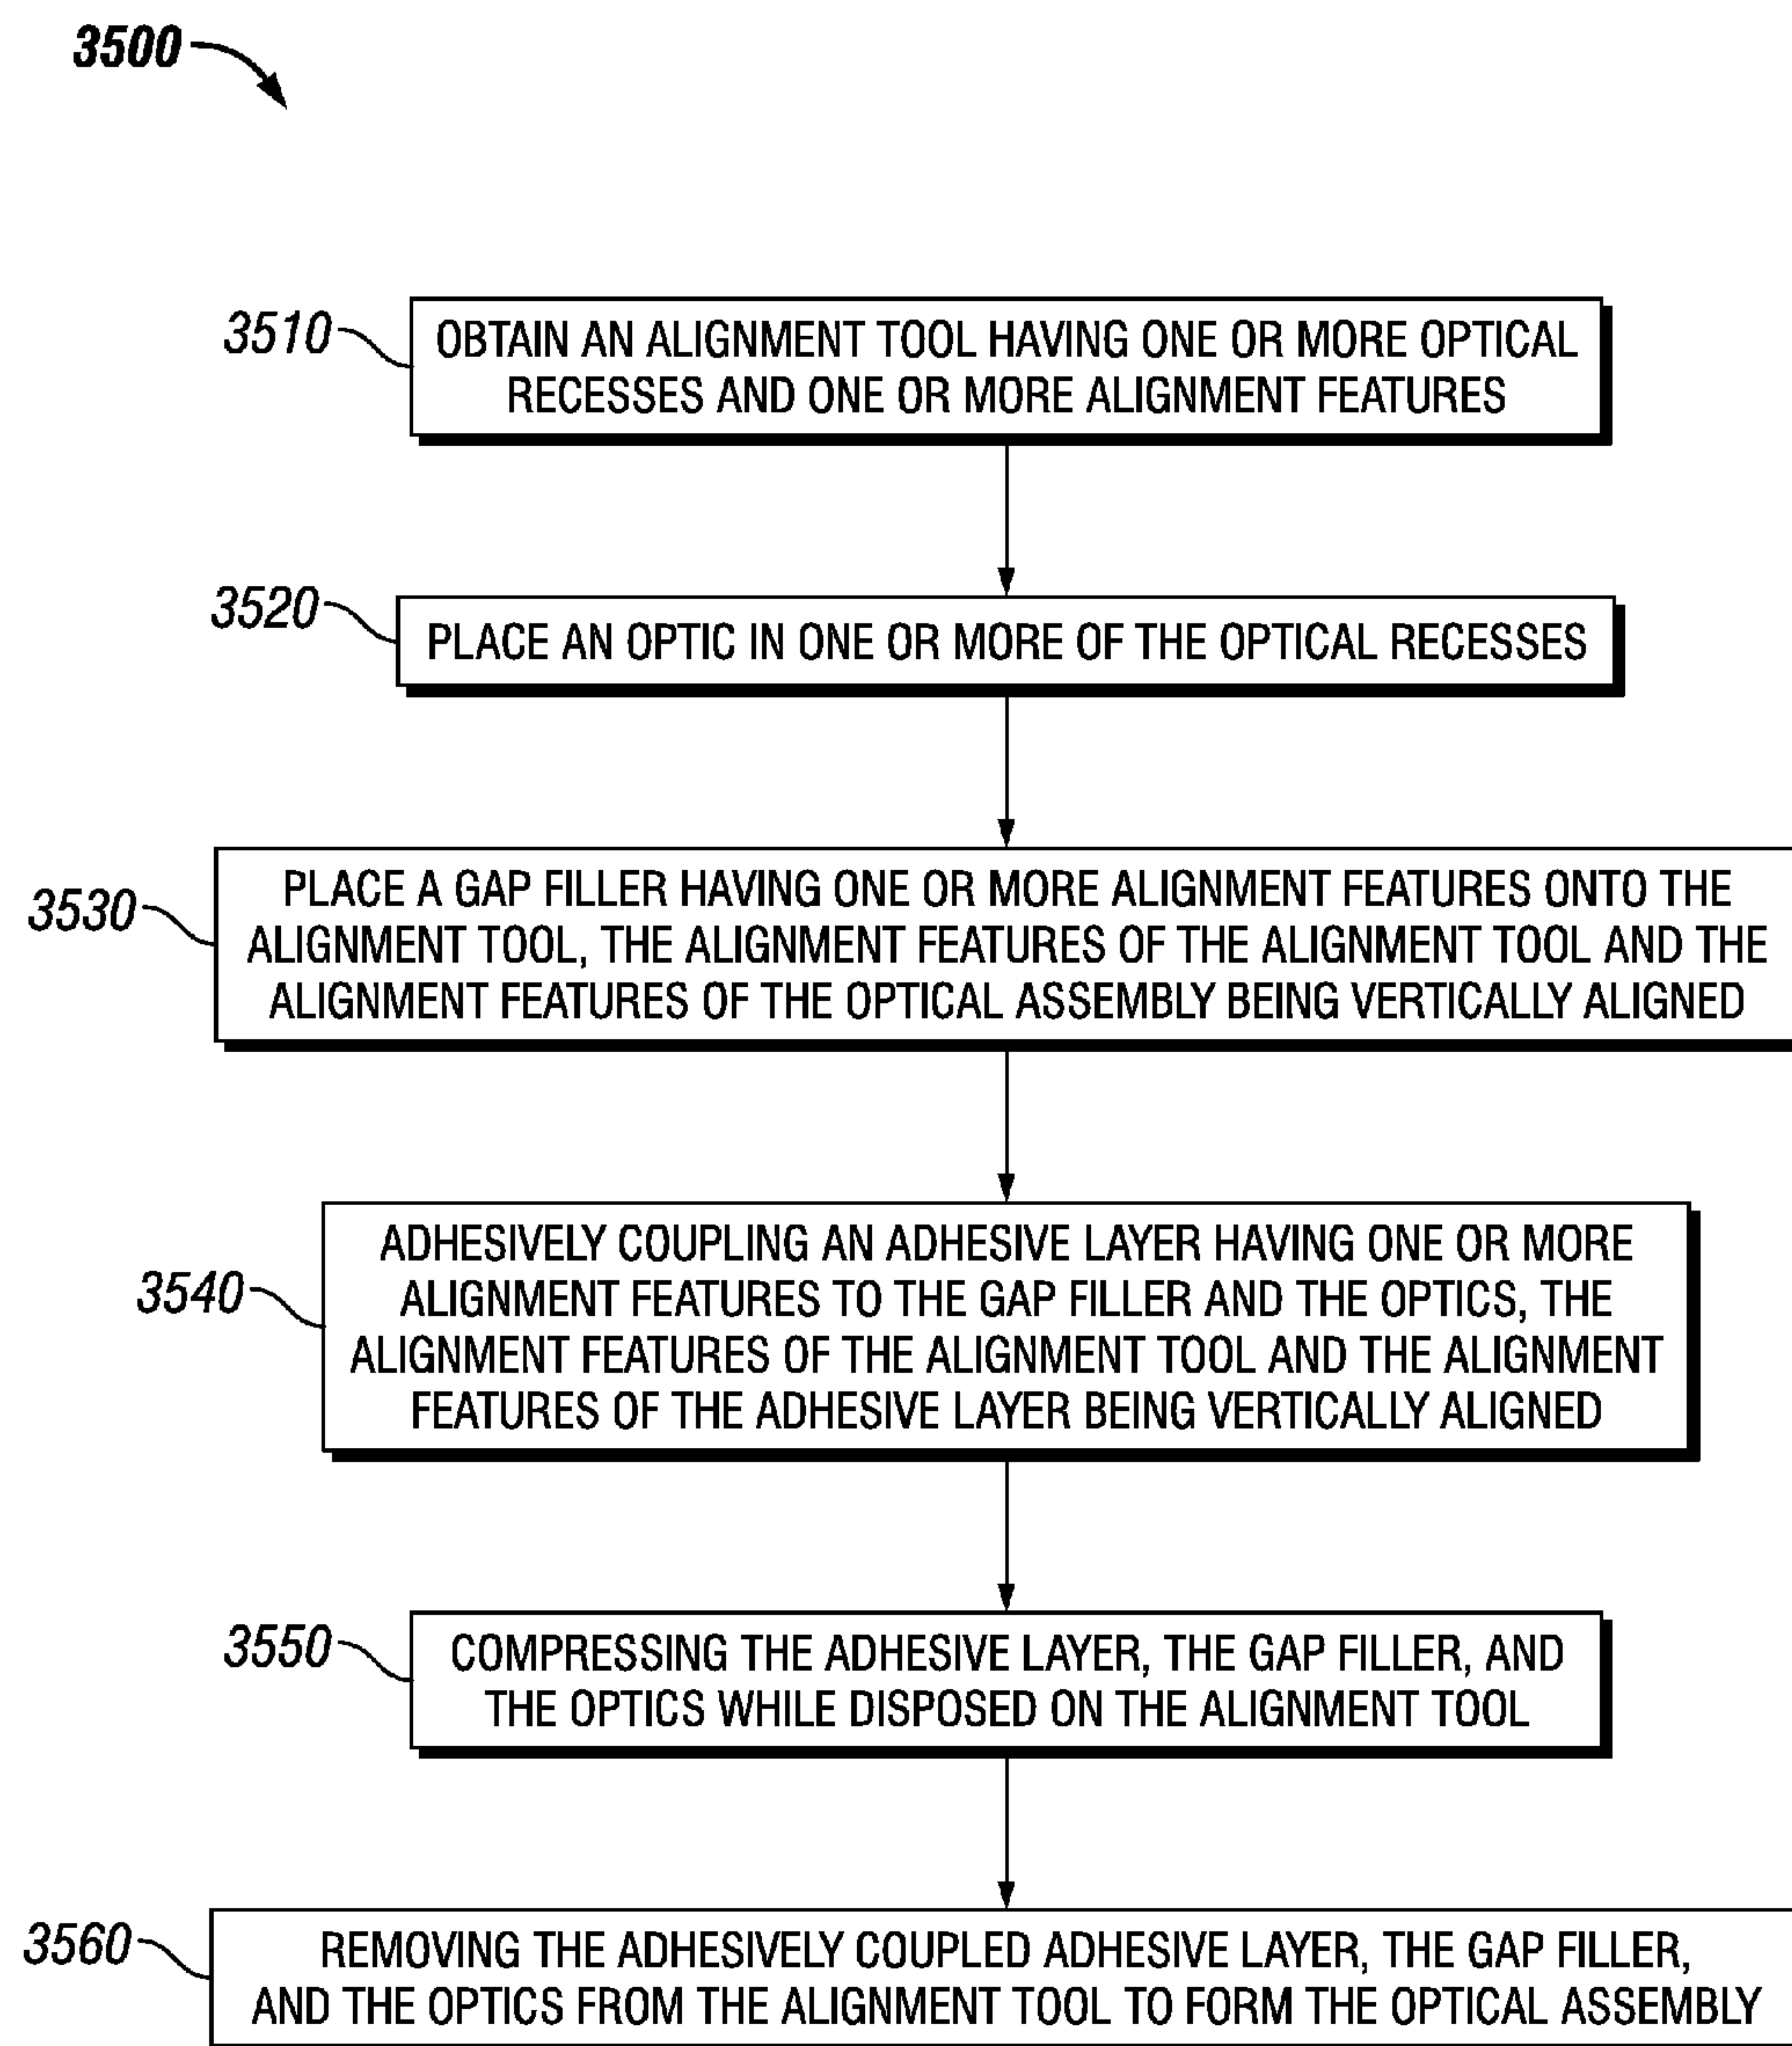 3500
3510
OBTAIN AN ALIGNMENT TOOL HAVING ONE OR MORE OPTICAL
RECESSES AND ONE OR MORE ALIGNMENT FEATURES
3520
PLACE AN OPTIC IN ONE OR MORE OF THE OPTICAL RECESSES
3530
PLACE A GAP FILLER HAVING ONE OR MORE ALIGNMENT FEATURES ONTO THE
ALIGNMENT TOOL, THE ALIGNMENT FEATURES OF THE ALIGNMENT TOOL AND THE
ALIGNMENT FEATURES OF THE OPTICAL ASSEMBLY BEING VERTICALLY ALIGNED
3540
ADHESIVELY COUPLING AN ADHESIVE LAYER HAVING ONE OR MORE
ALIGNMENT FEATURES TO THE GAP FILLER AND THE OPTICS, THE
ALIGNMENT FEATURES OF THE ALIGNMENT TOOL AND THE ALIGNMENT
FEATURES OF THE ADHESIVE LAYER BEING VERTICALLY ALIGNED
3550
COMPRESSING THE ADHESIVE LAYER, THE GAP FILLER, AND
THE OPTICS WHILE DISPOSED ON THE ALIGNMENT TOOL
3560
REMOVING THE ADHESIVELY COUPLED ADHESIVE LAYER, THE GAP FILLER,
AND THE OPTICS FROM THE ALIGNMENT TOOL TO FORM THE OPTICAL ASSEMBLY